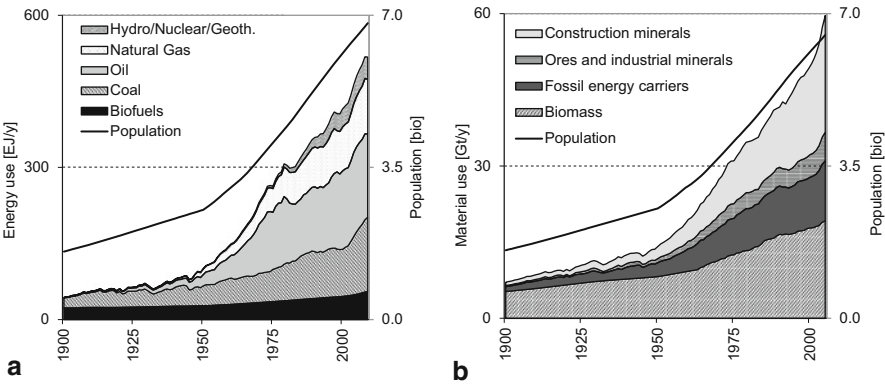 600
7.0
Hydro/Nuclear/Geoth.
Natural Gas
Oil
Coal
Biofuels
Population
Energy use [EJ/y]
300
3.5
Population [bio]
0
0.0
1900
1925
1950
1975
2000
a
60
7.0
Construction minerals
Ores and industrial minerals
Fossil energy carriers
Biomass
Population
Material use [Gt/y]
30
3.5
Population [bio]
0
0.0
1900
1925
1950
1975
2000
b